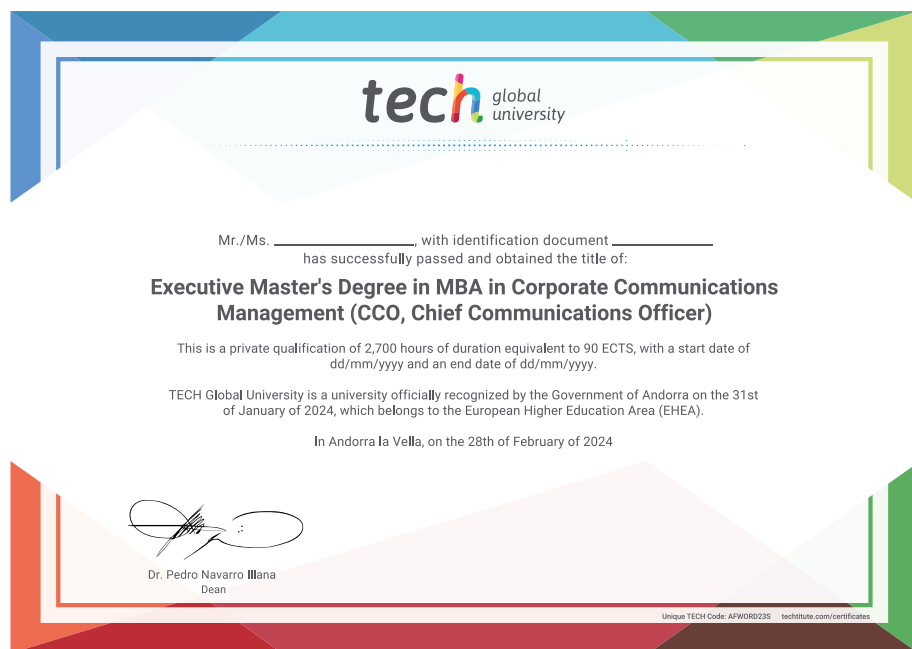 tech global
university
Mr./Ms. ____________, with identification document ____________
has successfully passed and obtained the title of:
Executive Master's Degree in MBA in Corporate Communications
Management (CCO, Chief Communications Officer)
This is a private qualification of 2,700 hours of duration equivalent to 90 ECTS, with a start date of
dd/mm/yyyy and an end date of dd/mm/yyyy.
TECH Global University is a university officially recognized by the Government of Andorra on the 31st
of January of 2024, which belongs to the European Higher Education Area (EHEA).
In Andorra la Vella, on the 28th of February of 2024
Dr. Pedro Navarro Illana
Dean
Unique TECH Code: AFWORD23S techtitute.com/certificates